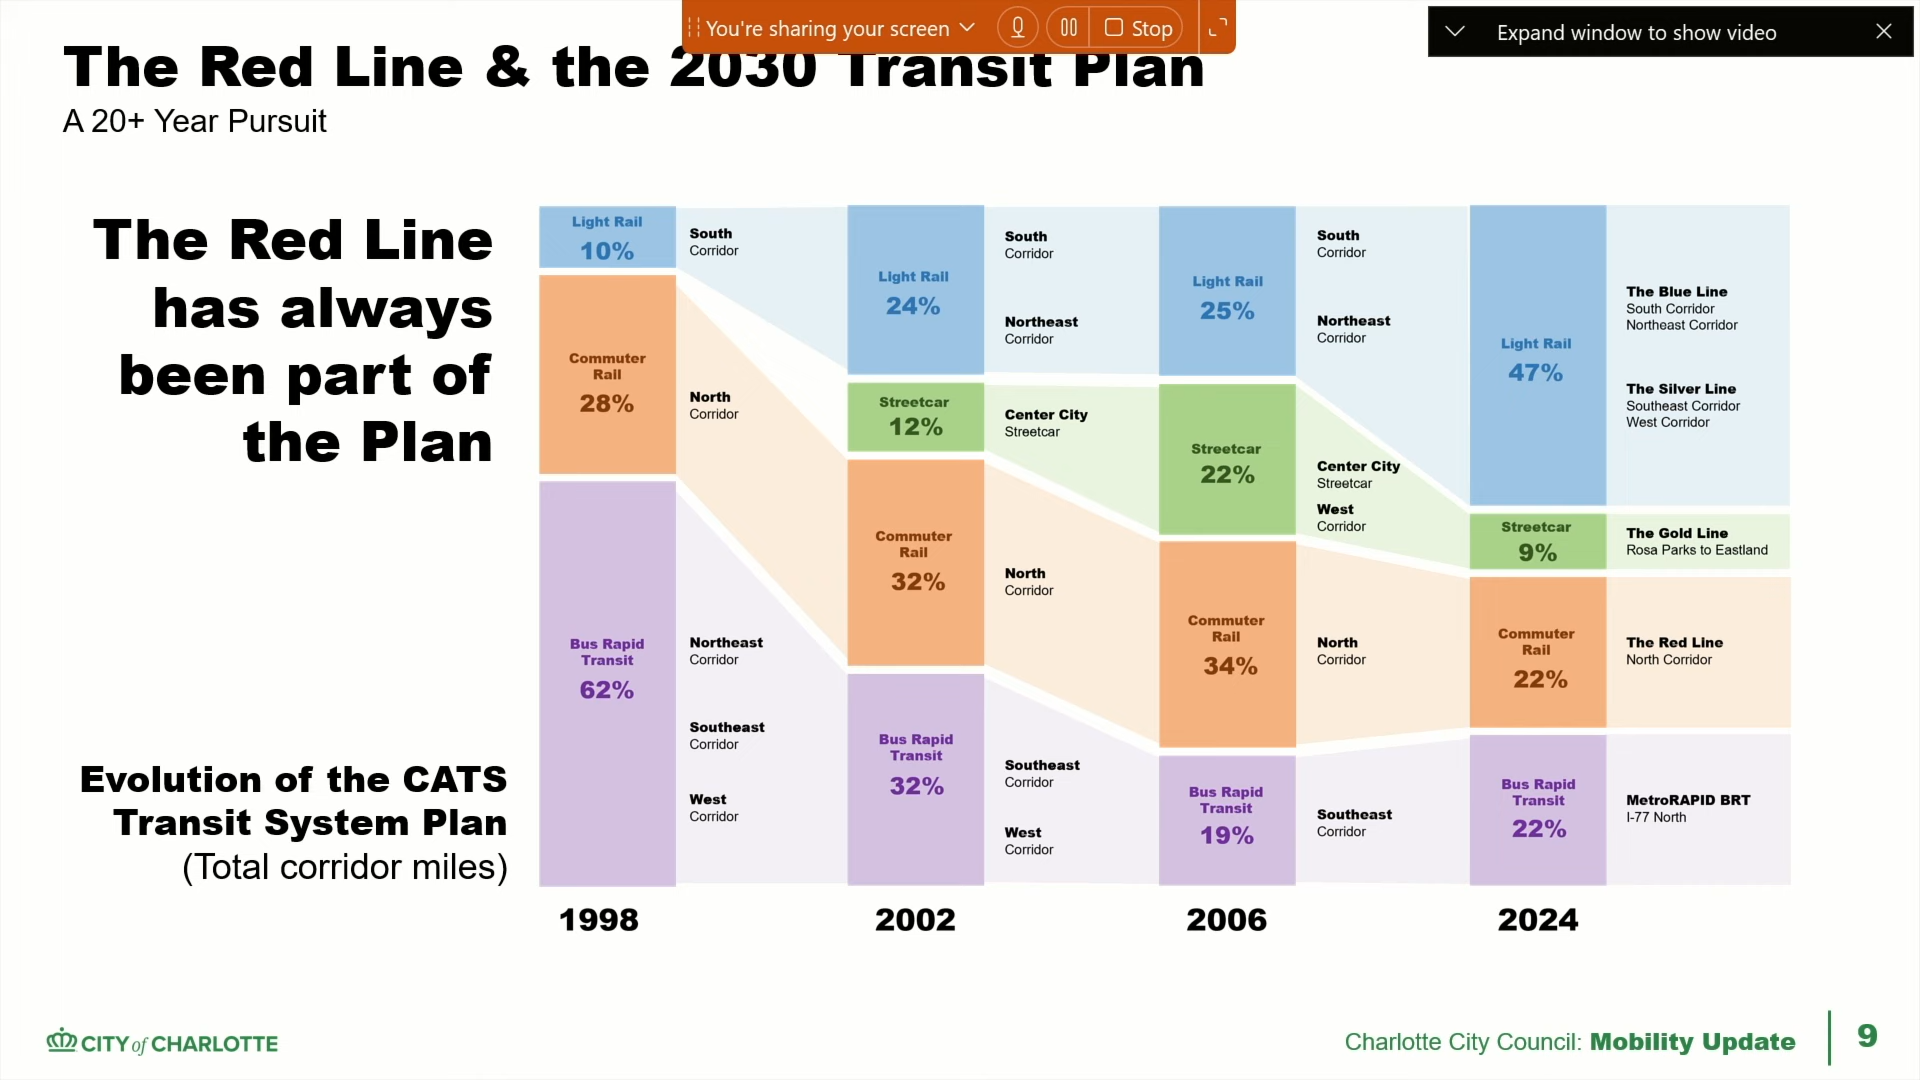 You're sharing your screen
Stop
Expand window to show video
The Red Line & the 2030 Transit Plan
A 20+ Year Pursuit
The Red Line
has always
been part of
the Plan
Evolution of the CATS
Transit System Plan
(Total corridor miles)
Light Rail
10%
Commuter
Rail
28%
Bus Rapid
Transit
62%
1998
South
Corridor
North
Corridor
Northeast
Corridor
Southeast
Corridor
West
Corridor
Light Rail
24%
Streetcar
12%
Commuter
Rail
32%
Bus Rapid
Transit
32%
2002
South
Corridor
Northeast
Corridor
Center City
Streetcar
North
Corridor
Southeast
Corridor
West
Corridor
Light Rail
25%
Streetcar
22%
Commuter
Rail
34%
Bus Rapid
Transit
19%
2006
South
Corridor
Northeast
Corridor
Center City
Streetcar
West
Corridor
North
Corridor
Southeast
Corridor
Light Rail
47%
Streetcar
9%
Commuter
Rail
22%
Bus Rapid
Transit
22%
2024
The Blue Line
South Corridor
Northeast Corridor
The Silver Line
Southeast Corridor
West Corridor
The Gold Line
Rosa Parks to Eastland
The Red Line
North Corridor
MetroRAPID BRT
I-77 North
CITY of CHARLOTTE
Charlotte City Council: Mobility Update
9